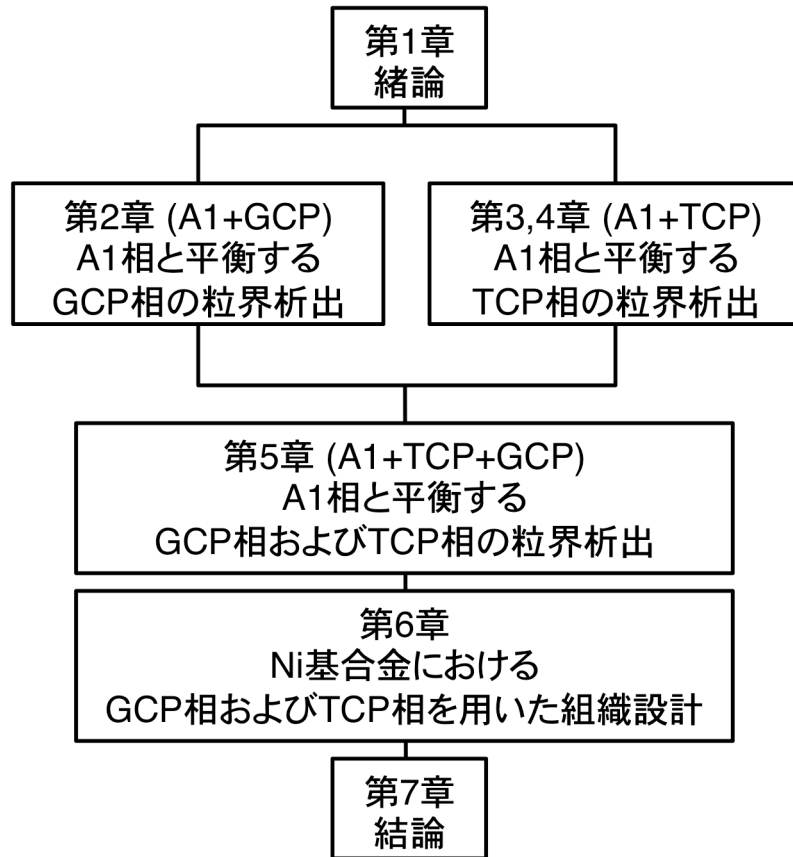 第1章
緒論
第2章 (A1+GCP)
A1相と平衡する
GCP相の粒界析出
第3,4章 (A1+TCP)
A1相と平衡する
TCP相の粒界析出
第5章 (A1+TCP+GCP)
A1相と平衡する
GCP相およびTCP相の粒界析出
第6章
Ni基合金における
GCP相およびTCP相を用いた組織設計
第7章
結論